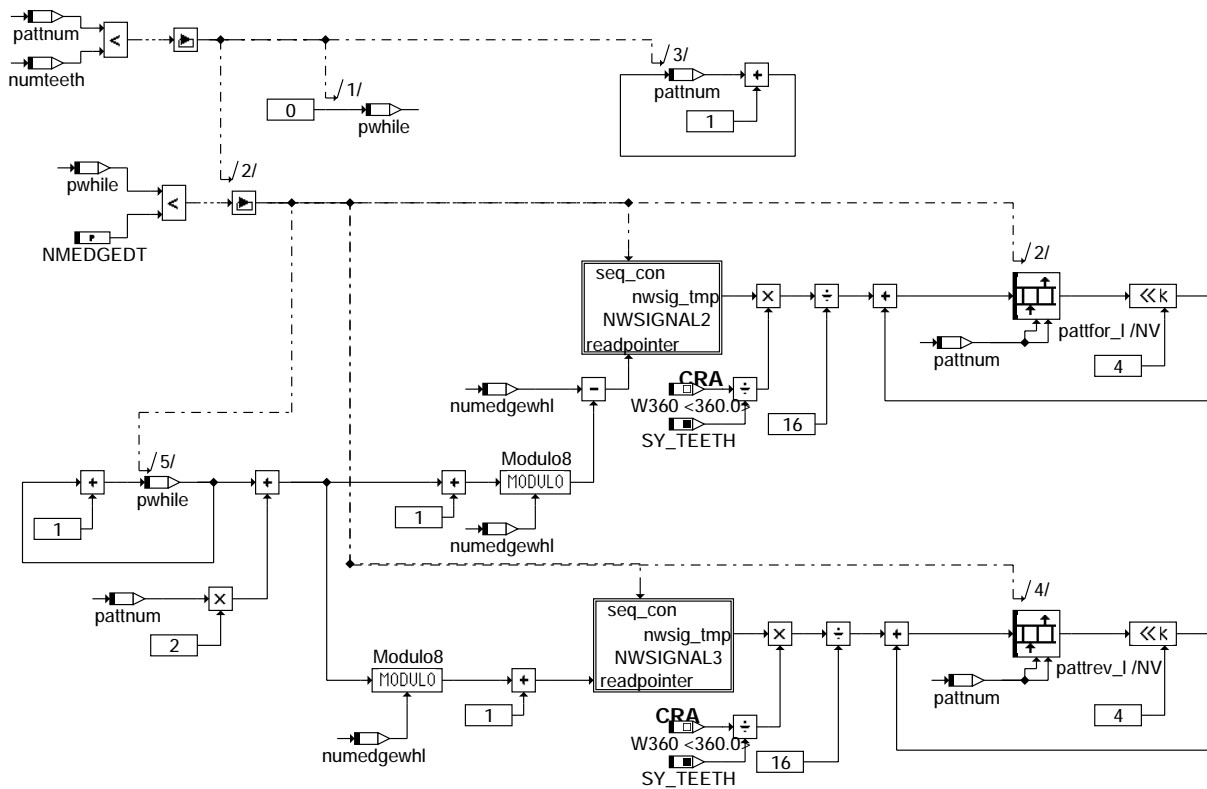 pattnum
<
numteeth
/1/
/3/
0
pwhile
pattnum
+
1
/2/
pwhile
<
P
NMEDGEDT
seq_con
nwsig_tmp
NWSIGNAL2
readpointer
×
÷
+
/2/
<<k
pattfor_I /NV
pattnum
4
numedgewhl
-
CRA
÷
W360 <360.0>
16
SY_TEETH
/5/
+
pwhile
+
1
+
Modulo8
MODULO
1
numedgewhl
pattnum
×
2
seq_con
nwsig_tmp
NWSIGNAL3
readpointer
×
÷
+
/4/
<<k
pattrev_I /NV
pattnum
4
Modulo8
MODULO
+
1
numedgewhl
CRA
÷
W360 <360.0>
16
SY_TEETH